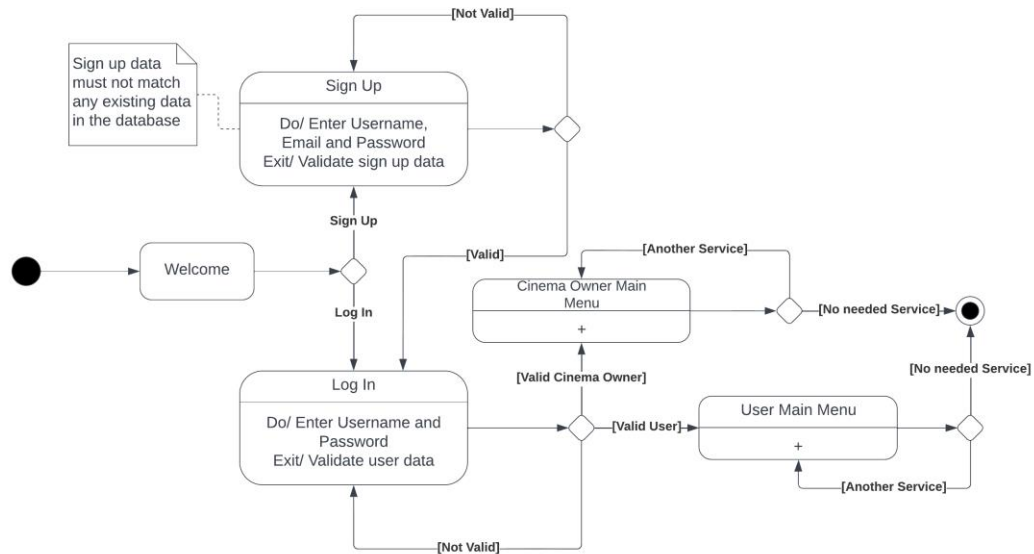 [Not Valid]
Sign up data
must not match
any existing data
in the database
Sign Up
Do/ Enter Username,
Email and Password
Exit/ Validate sign up data
Sign Up
[Valid]
[Another Service]
Welcome
Cinema Owner Main
Menu
+
[No needed Service]
Log In
[No needed Service]
Log In
[Valid Cinema Owner]
Do/ Enter Username and
Password
Exit/ Validate user data
[Valid User]
User Main Menu
+
[Another Service]
[Not Valid]